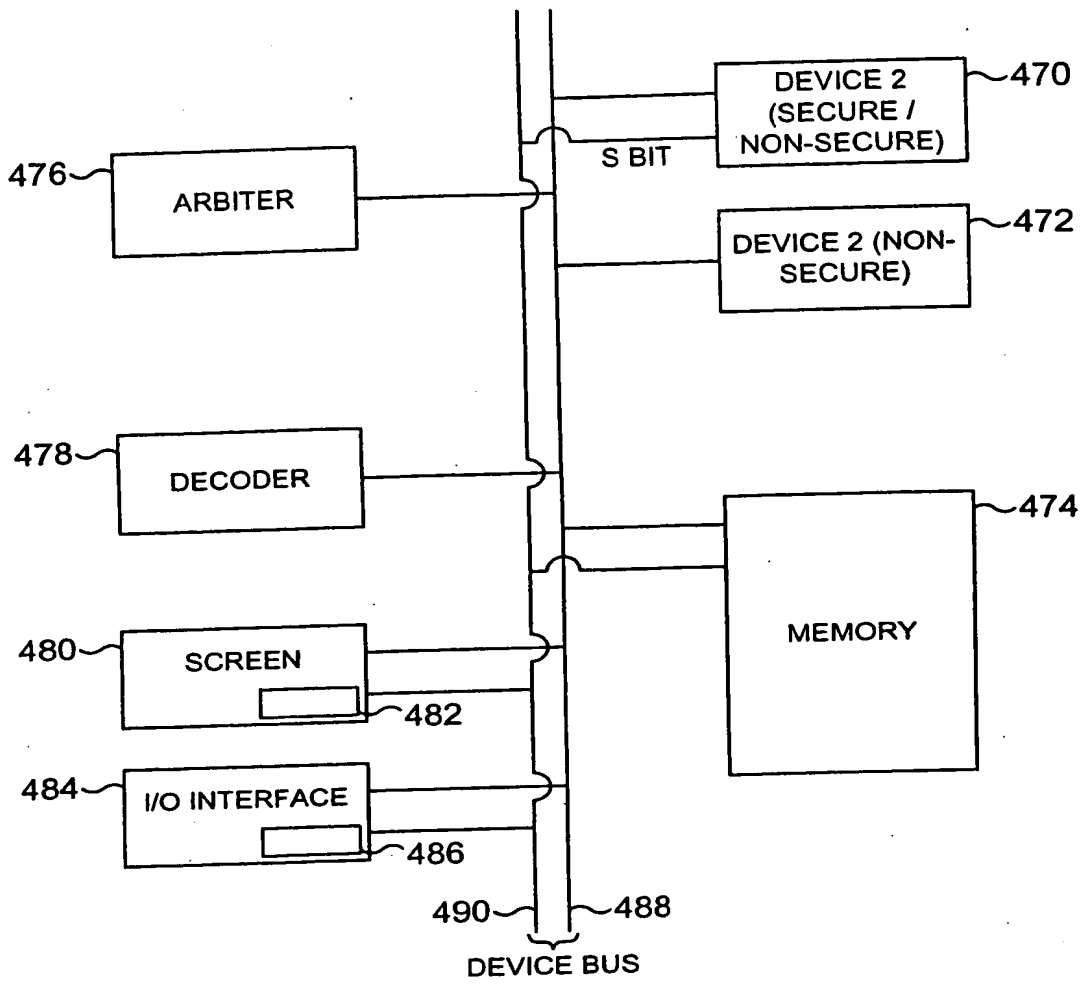 DEVICE 2
(SECURE /
NON-SECURE)
470
S BIT
476
ARBITER
DEVICE 2 (NON-
SECURE)
472
478
DECODER
474
MEMORY
480
SCREEN
482
484
I/O INTERFACE
486
490
488
DEVICE BUS